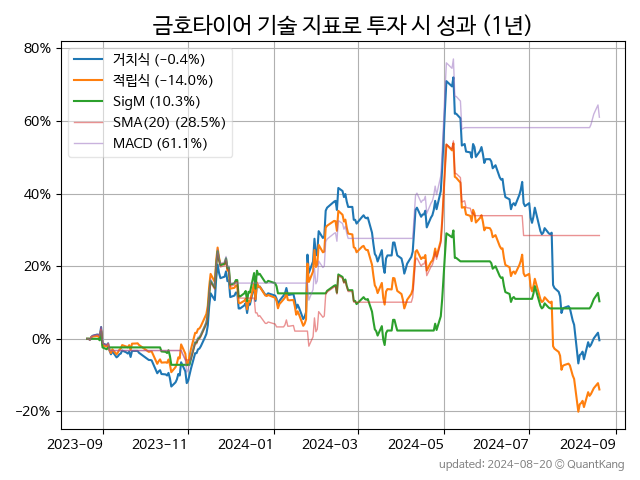 금호타이어 기술 지표로 투자 시 성과 (1년)
거치식 (-0.4%)
적립식 (-14.0%)
SigM (10.3%)
SMA(20) (28.5%)
MACD (61.1%)
80%
60%
40%
20%
0%
-20%
2023-09 2023-11 2024-01 2024-03 2024-05 2024-07 2024-09
updated: 2024-08-20 © QuantKang